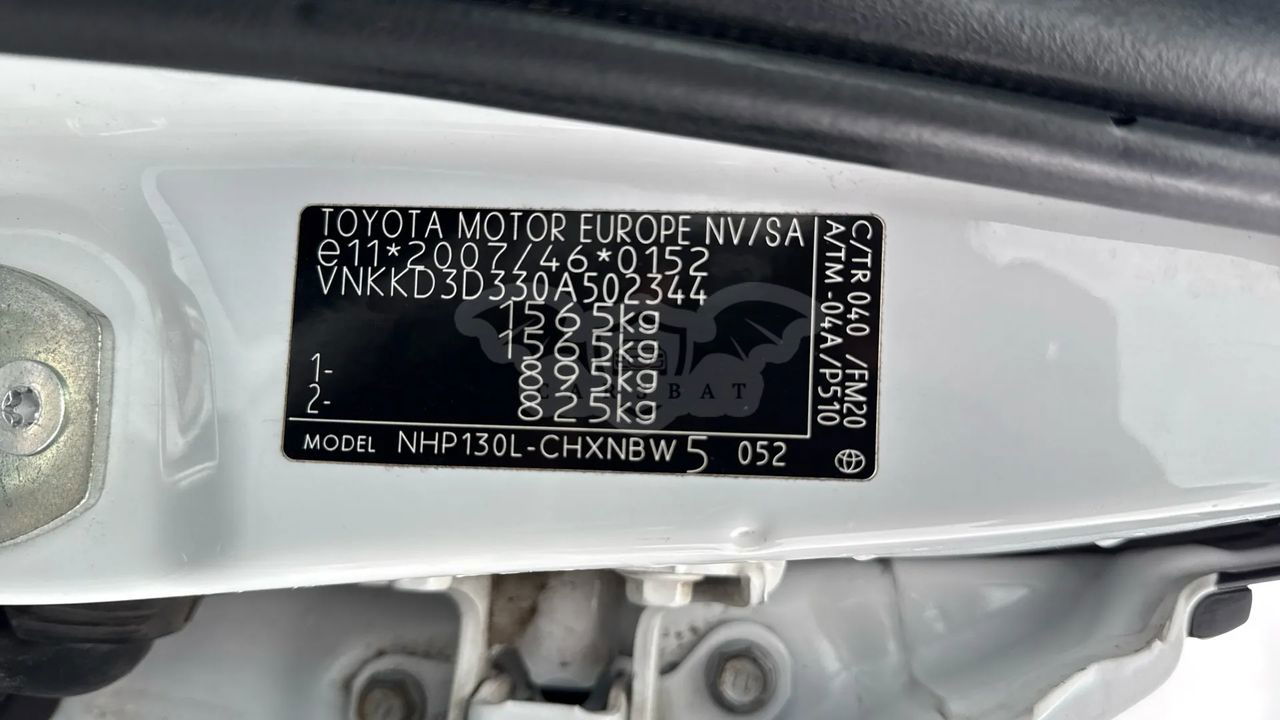 TOYOTA MOTOR EUROPE NV/SA
e11*2007/46*0152
VNKKD3D330A502344
1565kg
1565kg
1- 895kg
2- 825kg
MODEL NHP130L-CHXNBW 5 052
C/TR 040 /FM20
A/TM -04A/P510
CARSBAT